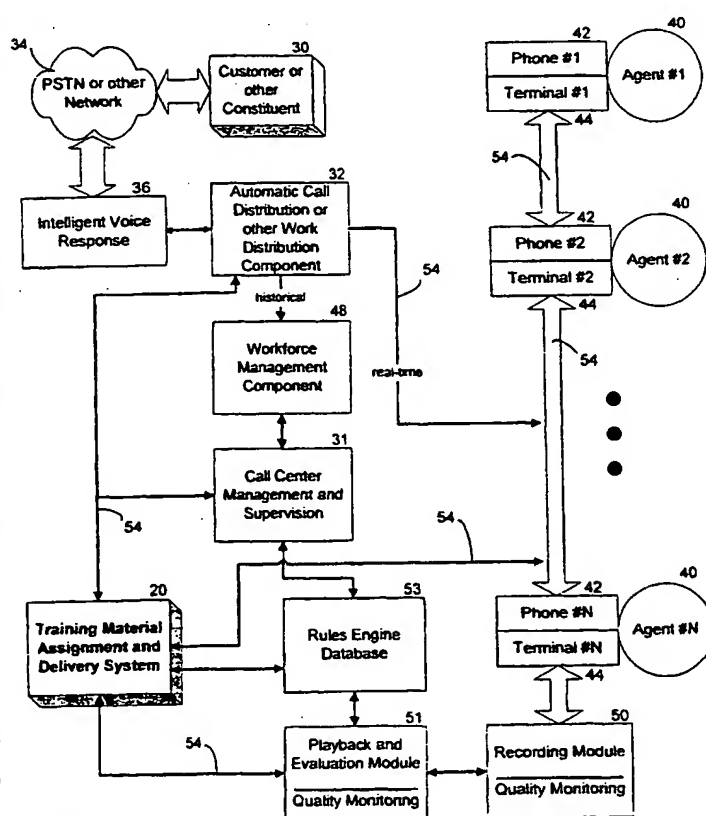 34
PSTN or other
Network
30
Customer or
other
Constituent
36
Intelligent Voice
Response
32
Automatic Call
Distribution or
other Work
Distribution
Component
historical
54
real-time
48
Workforce
Management
Component
31
Call Center
Management and
Supervision
54
54
20
Training Material
Assignment and
Delivery System
53
Rules Engine
Database
54
51
Playback and
Evaluation Module
Quality Monitoring
50
Recording Module
Quality Monitoring
42
Phone #1
Terminal #1
44
40
Agent #1
54
42
Phone #2
Terminal #2
44
40
Agent #2
54
42
Phone #N
Terminal #N
44
40
Agent #N